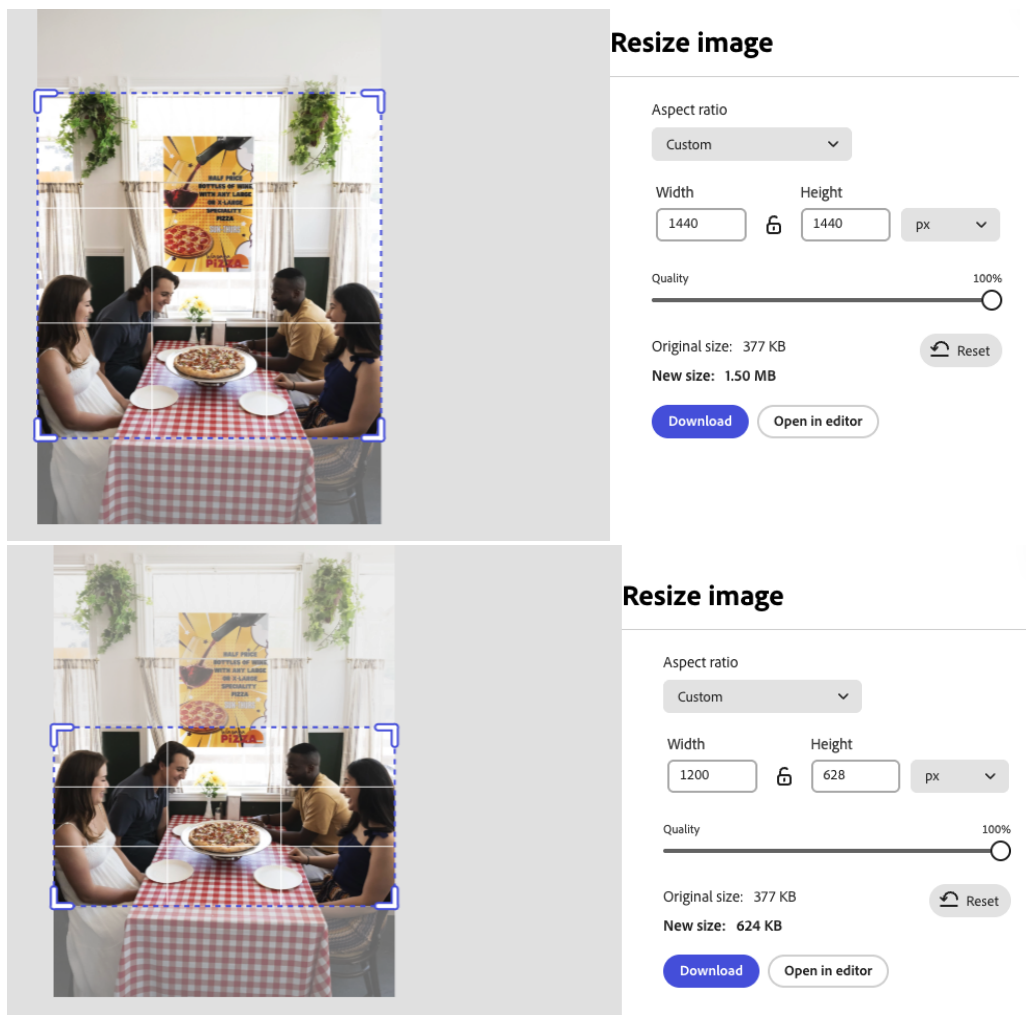 Resize image
Aspect ratio
Custom
Width Height
1440 1440 px
Quality 100%
Original size: 377 KB Reset
New size: 1.50 MB
Download Open in editor
HALF PRICE
BOTTLES OF WINE
WITH ANY LARGE
OR X-LARGE
SPECIALITY
PIZZA
PIZZA
Resize image
Aspect ratio
Custom
Width Height
1200 628 px
Quality 100%
Original size: 377 KB Reset
New size: 624 KB
Download Open in editor
HALF PRICE
BOTTLES OF WINE
WITH ANY LARGE
OR X-LARGE
SPECIALITY
PIZZA
PIZZA